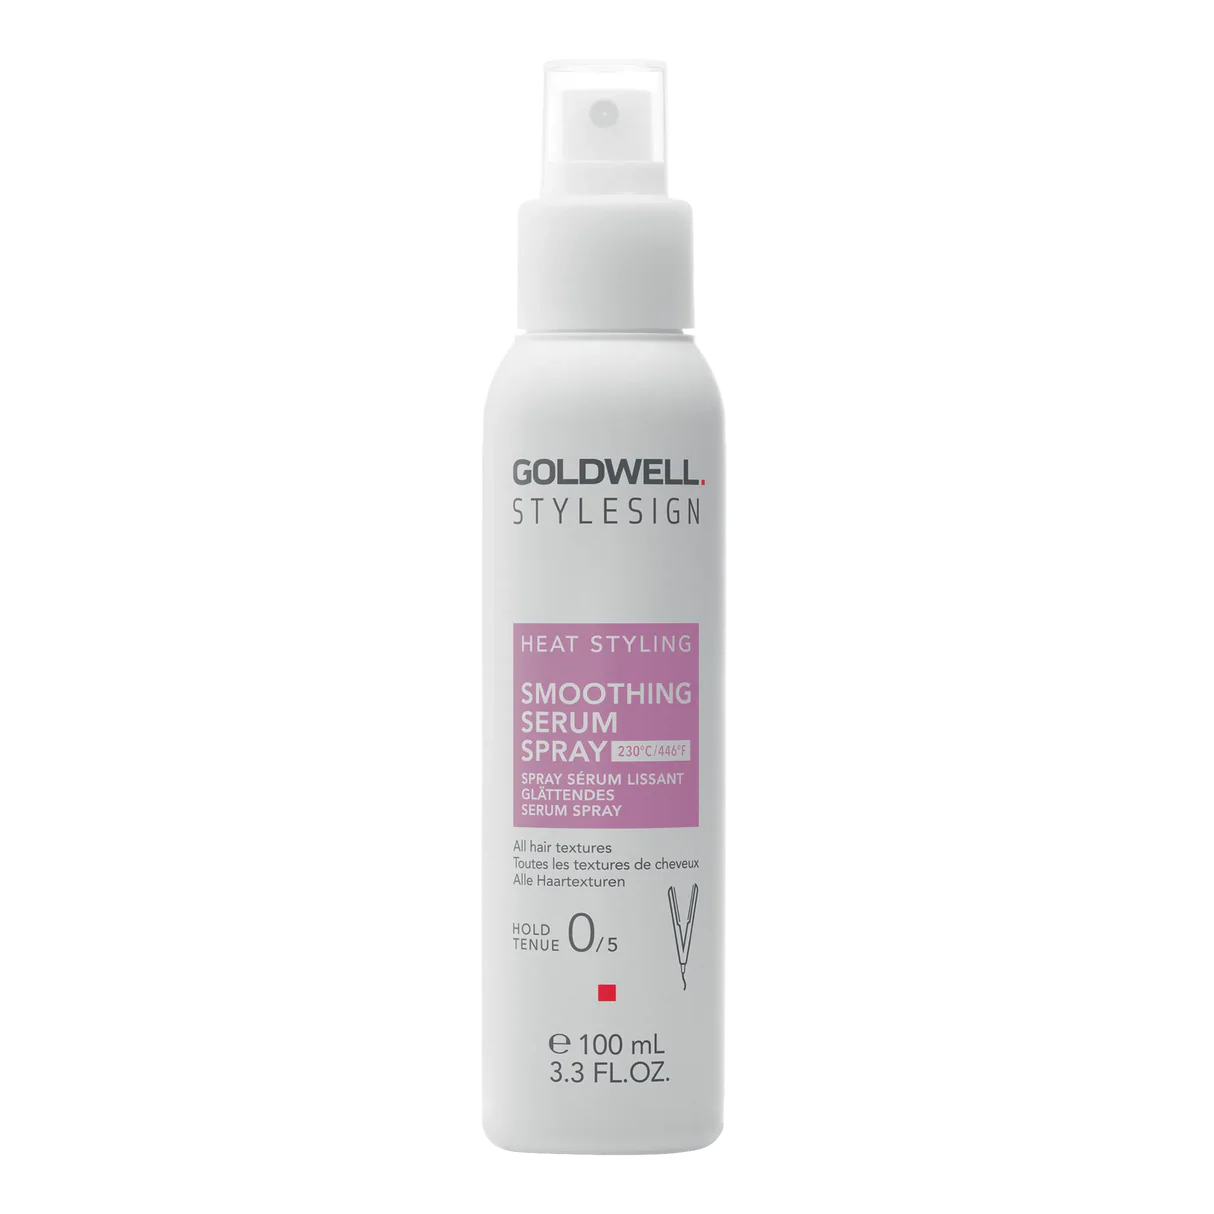 GOLDWELL.
STYLESIGN
HEAT STYLING
SMOOTHING
SERUM
SPRAY 230°C/446°F
SPRAY SÉRUM LISSANT
GLÄTTENDES
SERUM SPRAY
All hair textures
Toutes les textures de cheveux
Alle Haartexturen
HOLD
TENUE 0/5
℮ 100 mL
3.3 FL.OZ.